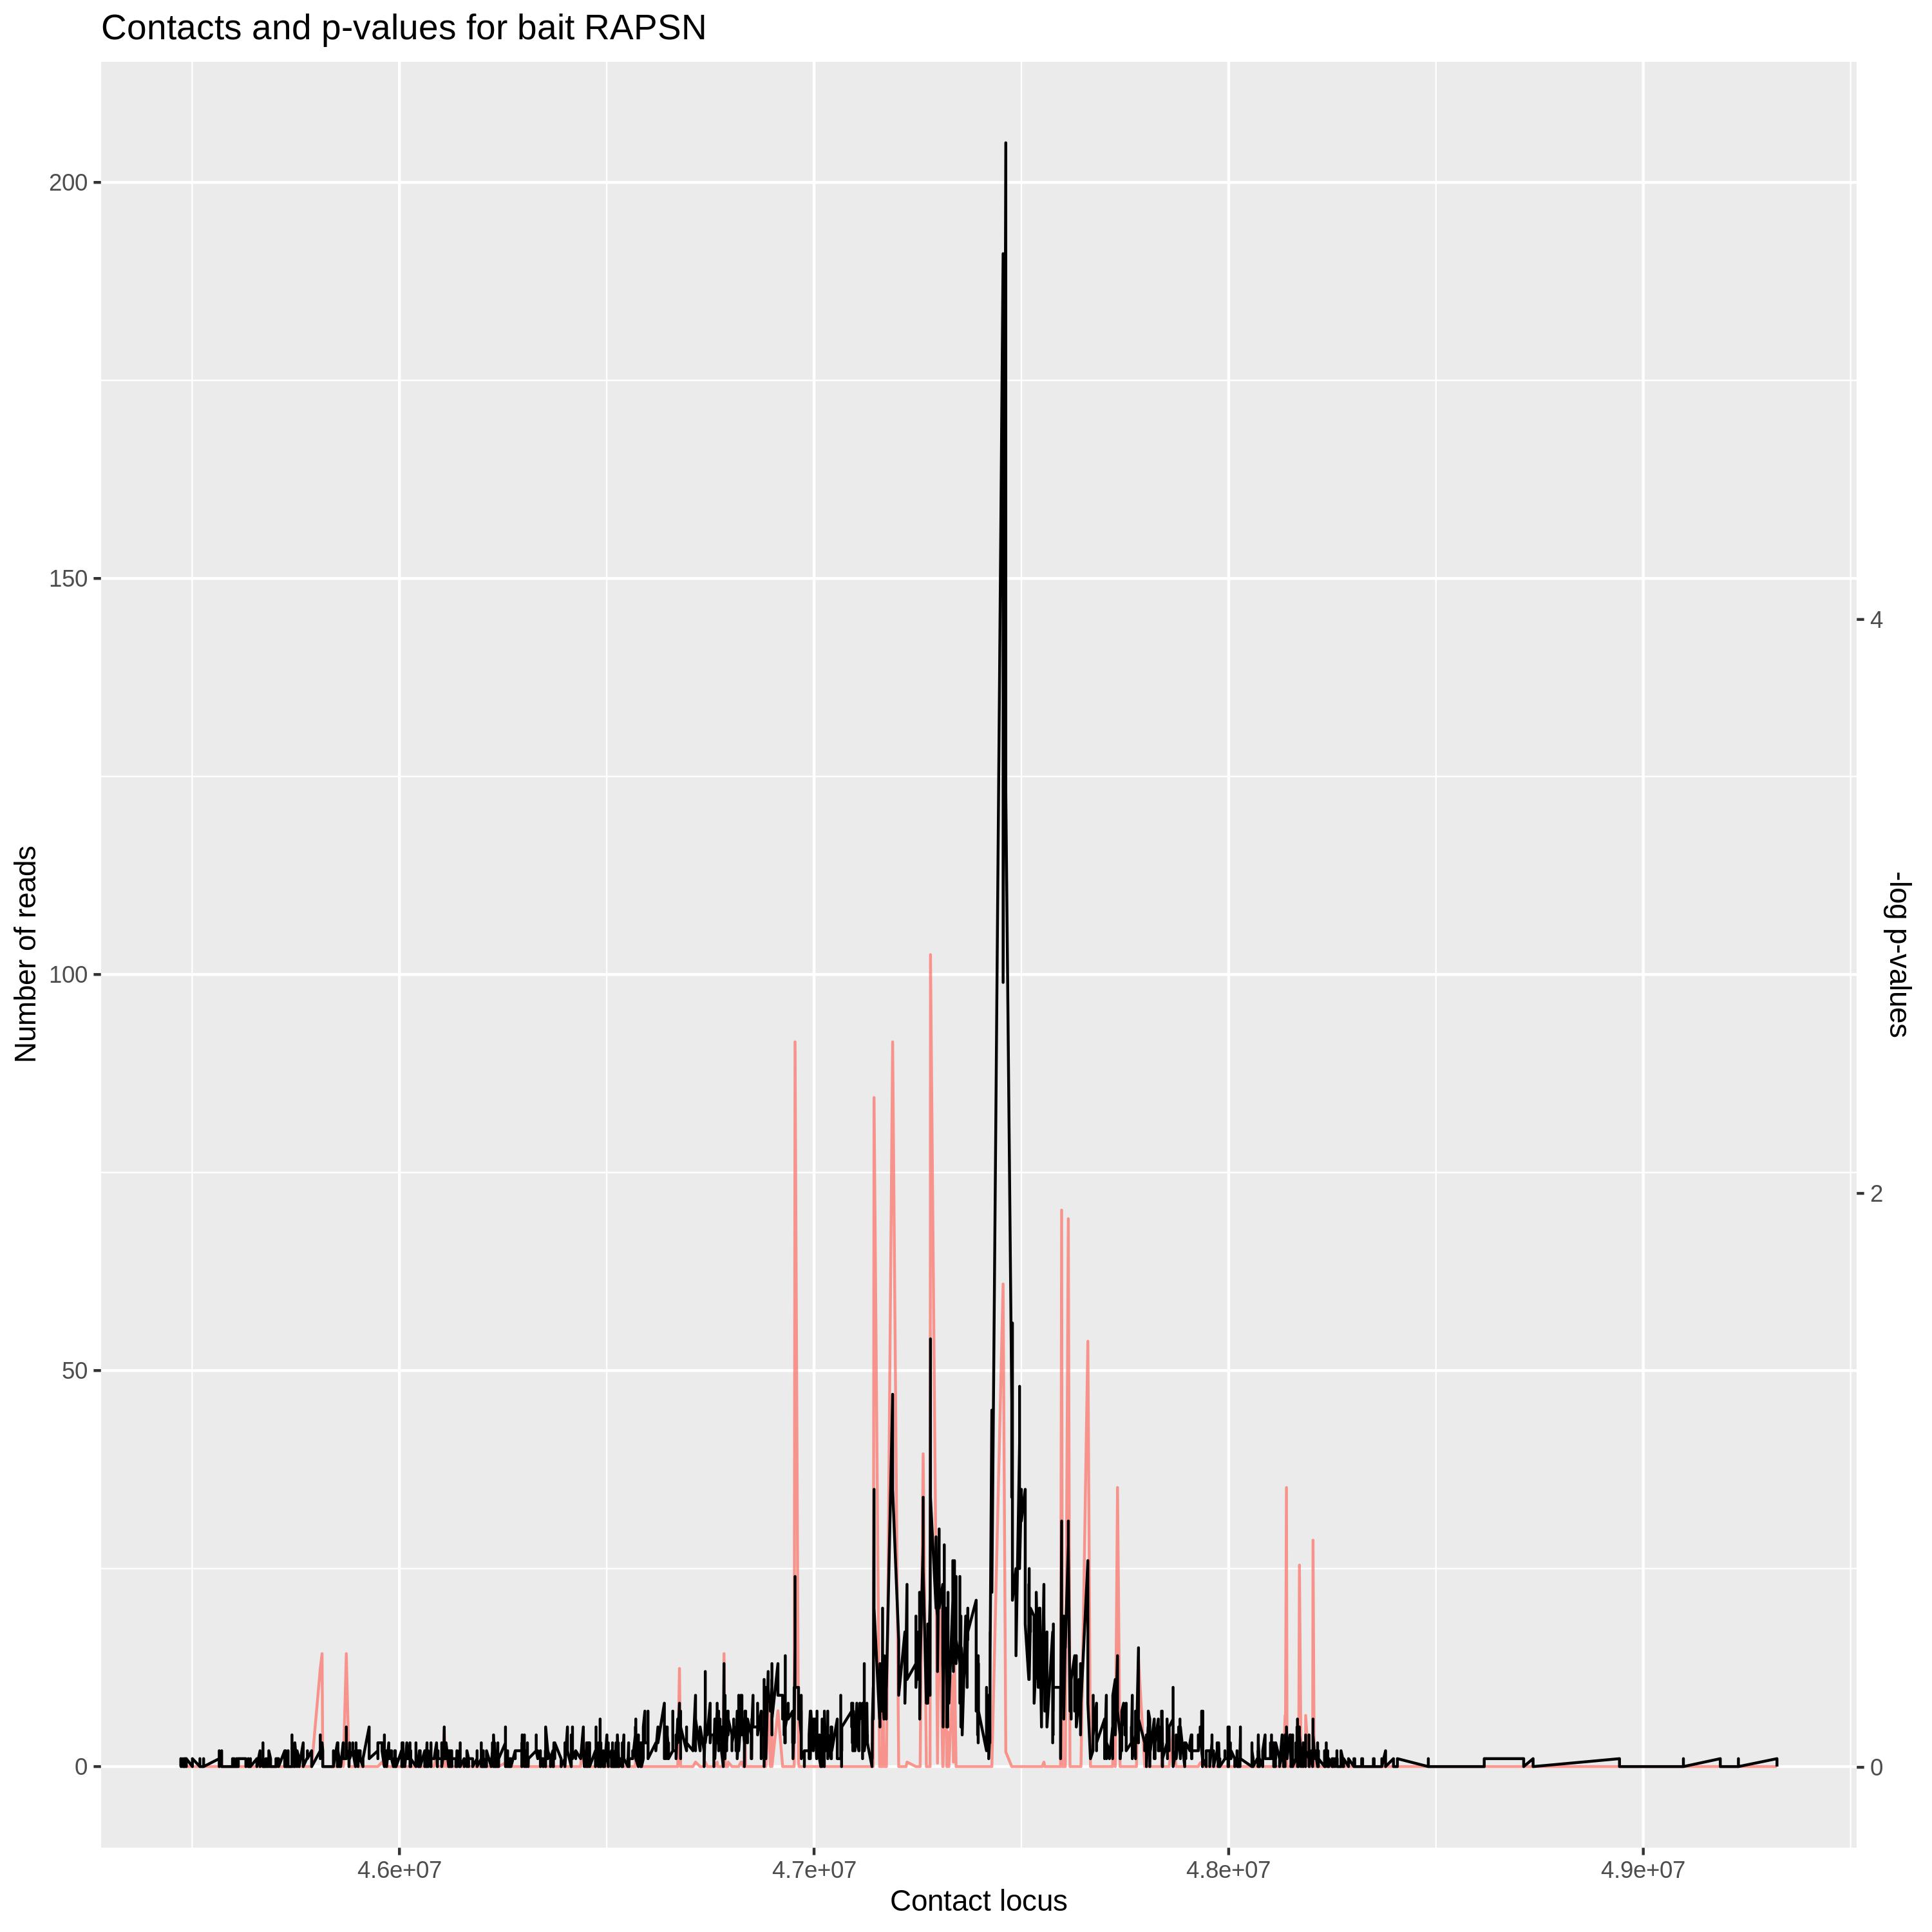 Contacts and p-values for bait RAPSN
200
150
100
50
0
Number of reads
4
2
0
-log p-values
4.6e+07
4.7e+07
4.8e+07
4.9e+07
Contact locus